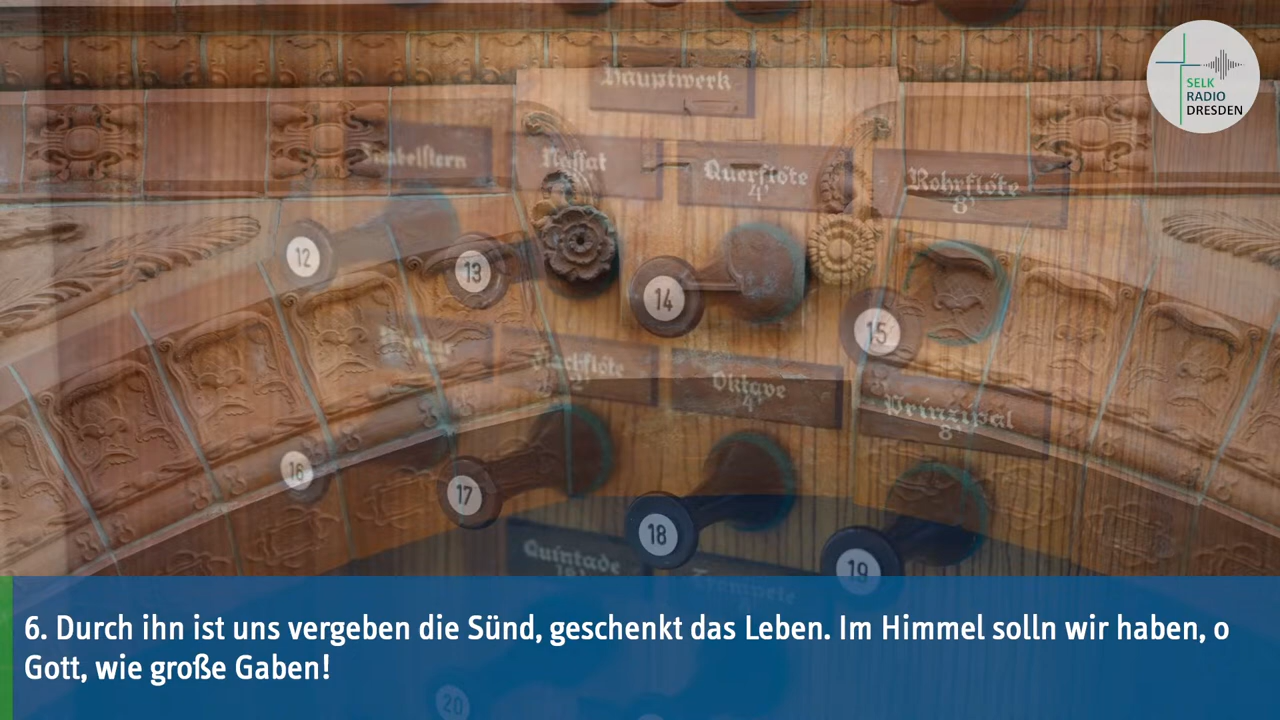 Hauptwerk
SELK
RADIO
DRESDEN
Querflöte
4'
Rohrflöte
8'
12
13
14
15
Oktave
4'
Prinzipal
8'
16
17
18
19
Quintade
6. Durch ihn ist uns vergeben die Sünd, geschenkt das Leben. Im Himmel solln wir haben, o
Gott, wie große Gaben!
20